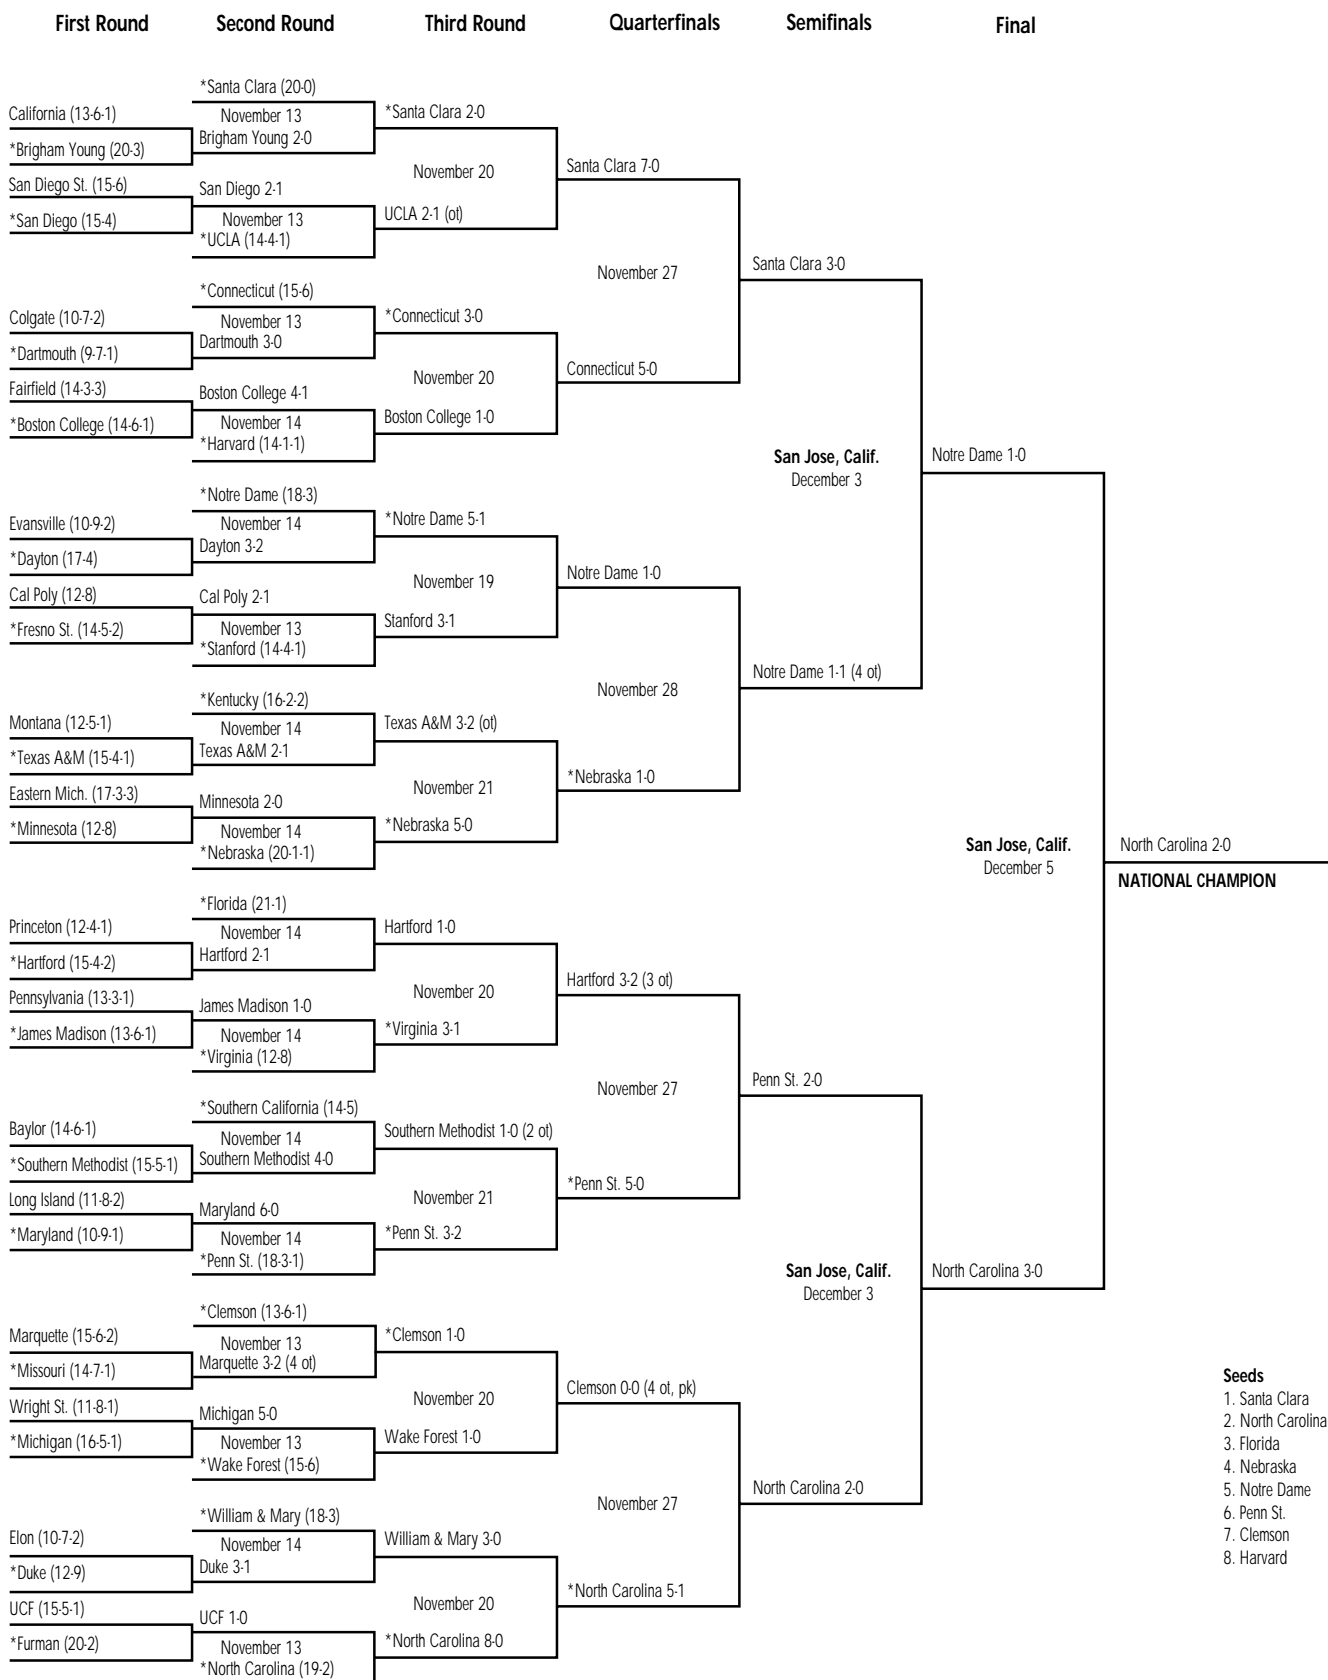 First Round
Second Round
Third Round
Quarterfinals
Semifinals
Final
*Santa Clara (20-0)
California (13-6-1)
November 13
*Santa Clara 2-0
Brigham Young 2-0
*Brigham Young (20-3)
November 20
Santa Clara 7-0
San Diego St. (15-6)
San Diego 2-1
*San Diego (15-4)
November 13
UCLA 2-1 (ot)
*UCLA (14-4-1)
November 27
Santa Clara 3-0
*Connecticut (15-6)
Colgate (10-7-2)
November 13
*Connecticut 3-0
Dartmouth 3-0
*Dartmouth (9-7-1)
November 20
Connecticut 5-0
Fairfield (14-3-3)
Boston College 4-1
*Boston College (14-6-1)
November 14
Boston College 1-0
*Harvard (14-1-1)
San Jose, Calif.
December 3
Notre Dame 1-0
*Notre Dame (18-3)
Evansville (10-9-2)
November 14
*Notre Dame 5-1
Dayton 3-2
*Dayton (17-4)
November 19
Notre Dame 1-0
Cal Poly (12-8)
Cal Poly 2-1
*Fresno St. (14-5-2)
November 13
Stanford 3-1
*Stanford (14-4-1)
November 28
Notre Dame 1-1 (4 ot)
*Kentucky (16-2-2)
Montana (12-5-1)
November 14
Texas A&M 3-2 (ot)
Texas A&M 2-1
*Texas A&M (15-4-1)
November 21
*Nebraska 1-0
Eastern Mich. (17-3-3)
Minnesota 2-0
*Minnesota (12-8)
November 14
*Nebraska 5-0
*Nebraska (20-1-1)
San Jose, Calif.
December 5
North Carolina 2-0
NATIONAL CHAMPION
*Florida (21-1)
Princeton (12-4-1)
November 14
Hartford 1-0
Hartford 2-1
*Hartford (15-4-2)
November 20
Hartford 3-2 (3 ot)
Pennsylvania (13-3-1)
James Madison 1-0
*James Madison (13-6-1)
November 14
*Virginia 3-1
*Virginia (12-8)
November 27
Penn St. 2-0
*Southern California (14-5)
Baylor (14-6-1)
November 14
Southern Methodist 1-0 (2 ot)
Southern Methodist 4-0
*Southern Methodist (15-5-1)
November 21
*Penn St. 5-0
Long Island (11-8-2)
Maryland 6-0
*Maryland (10-9-1)
November 14
*Penn St. 3-2
*Penn St. (18-3-1)
San Jose, Calif.
December 3
North Carolina 3-0
*Clemson (13-6-1)
Marquette (15-6-2)
November 13
*Clemson 1-0
Marquette 3-2 (4 ot)
*Missouri (14-7-1)
November 20
Clemson 0-0 (4 ot, pk)
Wright St. (11-8-1)
Michigan 5-0
*Michigan (16-5-1)
November 13
Wake Forest 1-0
*Wake Forest (15-6)
November 27
North Carolina 2-0
*William & Mary (18-3)
Elon (10-7-2)
November 14
William & Mary 3-0
Duke 3-1
*Duke (12-9)
November 20
*North Carolina 5-1
UCF (15-5-1)
UCF 1-0
*Furman (20-2)
November 13
*North Carolina 8-0
*North Carolina (19-2)
Seeds
1. Santa Clara
2. North Carolina
3. Florida
4. Nebraska
5. Notre Dame
6. Penn St.
7. Clemson
8. Harvard